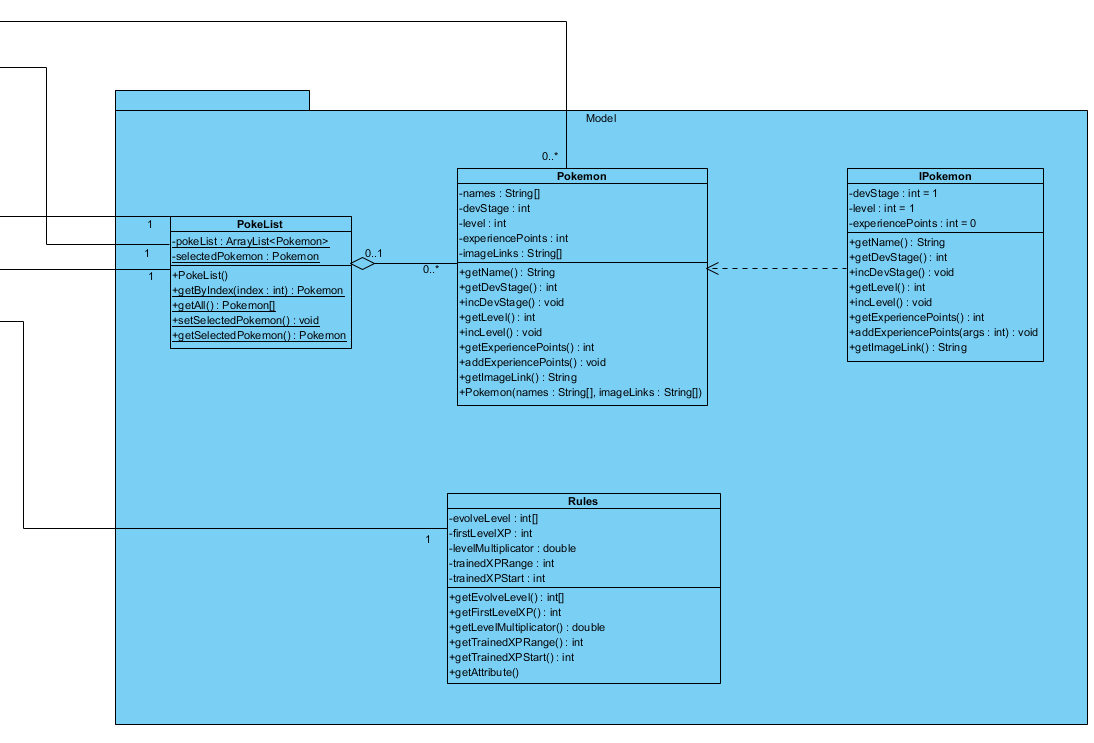 Model
0..*
Pokemon
-names : String[]
-devStage : int
-level : int
-experiencePoints : int
-imageLinks : String[]
+getName() : String
+getDevStage() : int
+incDevStage() : void
+getLevel() : int
+incLevel() : void
+getExperiencePoints() : int
+addExperiencePoints() : void
+getImageLink() : String
+Pokemon(names : String[], imageLinks : String[])
IPokemon
-devStage : int = 1
-level : int = 1
-experiencePoints : int = 0
+getName() : String
+getDevStage() : int
+incDevStage() : void
+getLevel() : int
+incLevel() : void
+getExperiencePoints() : int
+addExperiencePoints(args : int) : void
+getImageLink() : String
1
1
1
PokeList
-pokeList : ArrayList<Pokemon>
-selectedPokemon : Pokemon
+PokeList()
+getByIndex(index : int) : Pokemon
+getAll() : Pokemon[]
+setSelectedPokemon() : void
+getSelectedPokemon() : Pokemon
0..1
0..*
Rules
-evolveLevel : int[]
-firstLevelXP : int
-levelMultiplicator : double
-trainedXPRange : int
-trainedXPStart : int
+getEvolveLevel() : int[]
+getFirstLevelXP() : int
+getLevelMultiplicator() : double
+getTrainedXPRange() : int
+getTrainedXPStart() : int
+getAttribute()
1